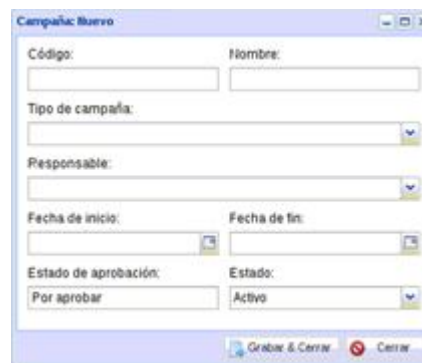 Campaña: Nuevo
Código: Nombre:
Tipo de campaña:
Responsable:
Fecha de inicio: Fecha de fin:
Estado de aprobación: Estado:
Por aprobar Activo
Grabar & Cerrar Cerrar